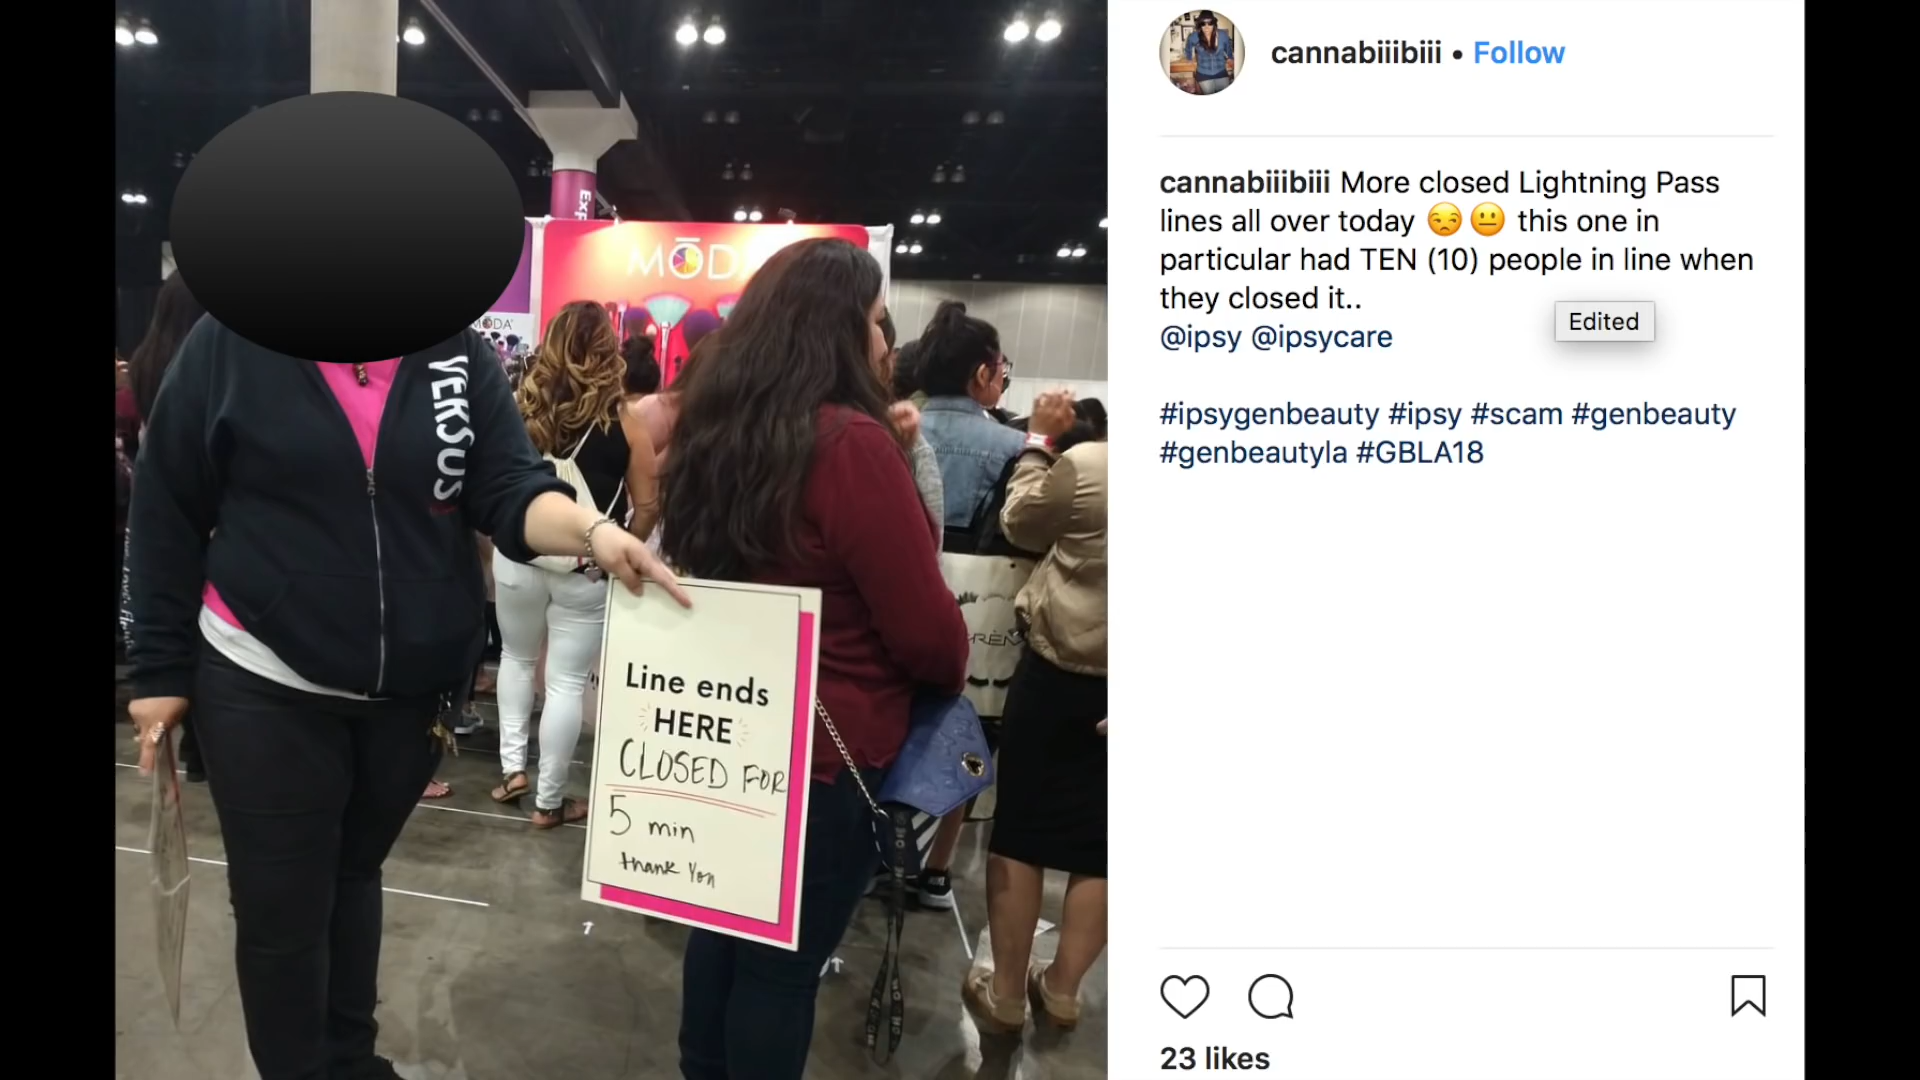 cannabiiibiii • Follow
cannabiiibiii More closed Lightning Pass
lines all over today 😒😐 this one in
particular had TEN (10) people in line when
they closed it..
Edited
@ipsy @ipsycare
#ipsygenbeauty #ipsy #scam #genbeauty
#genbeautyla #GBLA18
23 likes
Exp
MŌD
MŌDA
VERSUS
Line ends
HERE
CLOSED FOR
5 min
thank You